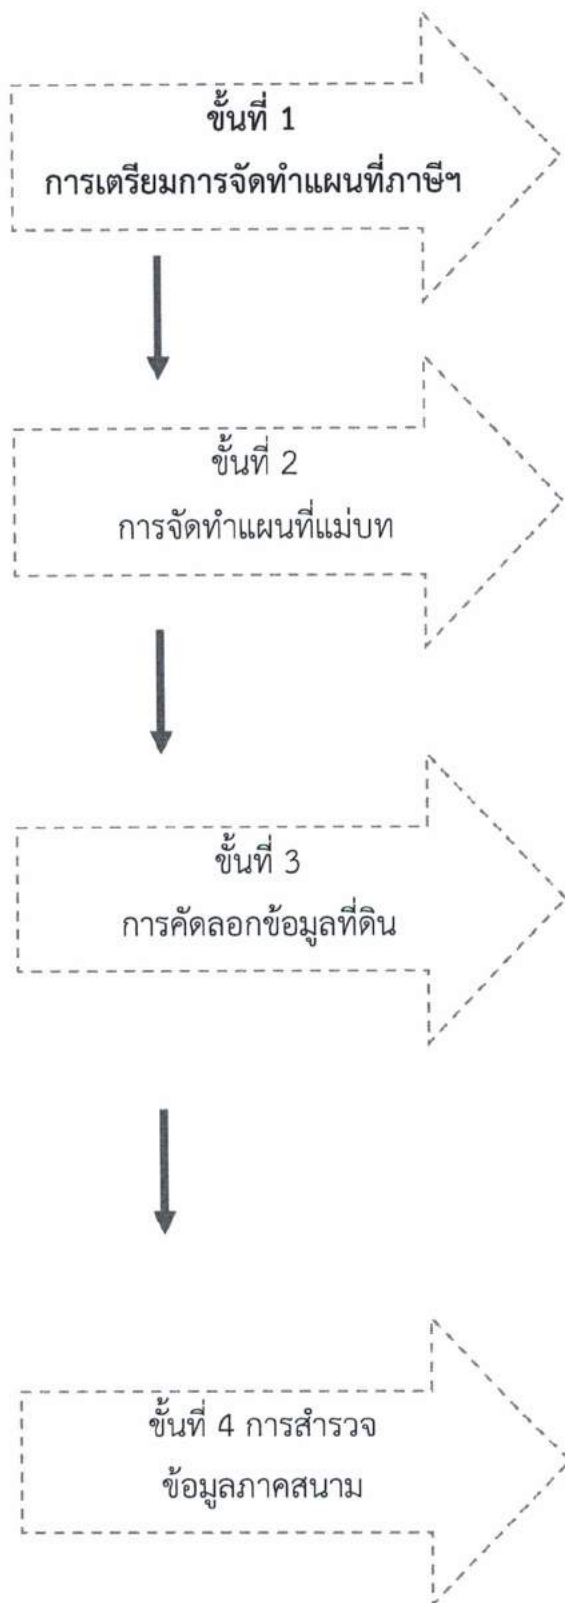 ขั้นที่ 1
การเตรียมการจัดทำแผนที่ภาษีฯ
ขั้นที่ 2
การจัดทำแผนที่แม่บท
ขั้นที่ 3
การคัดลอกข้อมูลที่ดิน
ขั้นที่ 4 การสำรวจ
ข้อมูลภาคสนาม